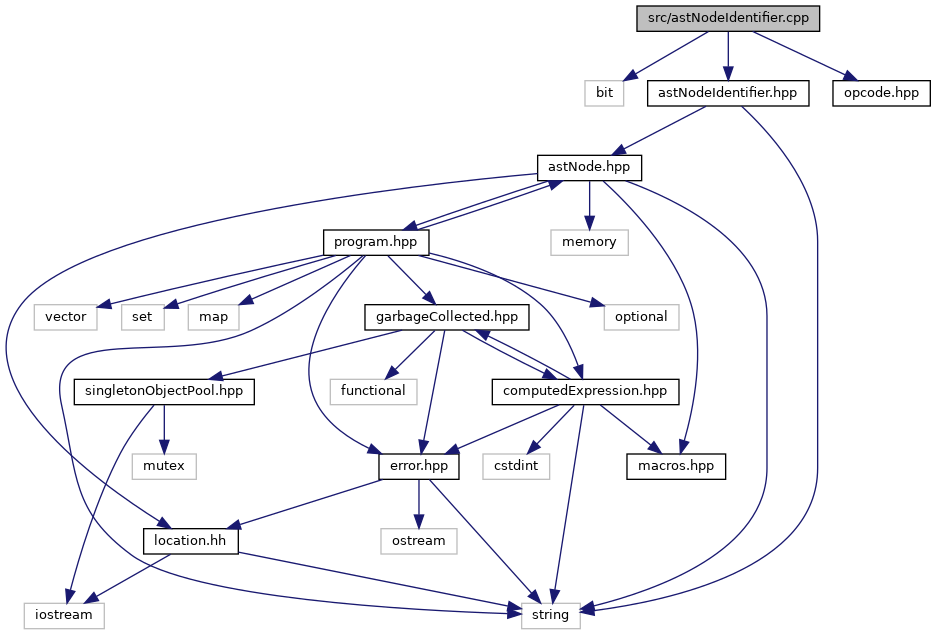 src/astNodeIdentifier.cpp
bit
astNodeIdentifier.hpp
opcode.hpp
astNode.hpp
program.hpp
memory
vector
set
map
garbageCollected.hpp
optional
singletonObjectPool.hpp
functional
computedExpression.hpp
mutex
error.hpp
cstdint
macros.hpp
location.hh
ostream
iostream
string